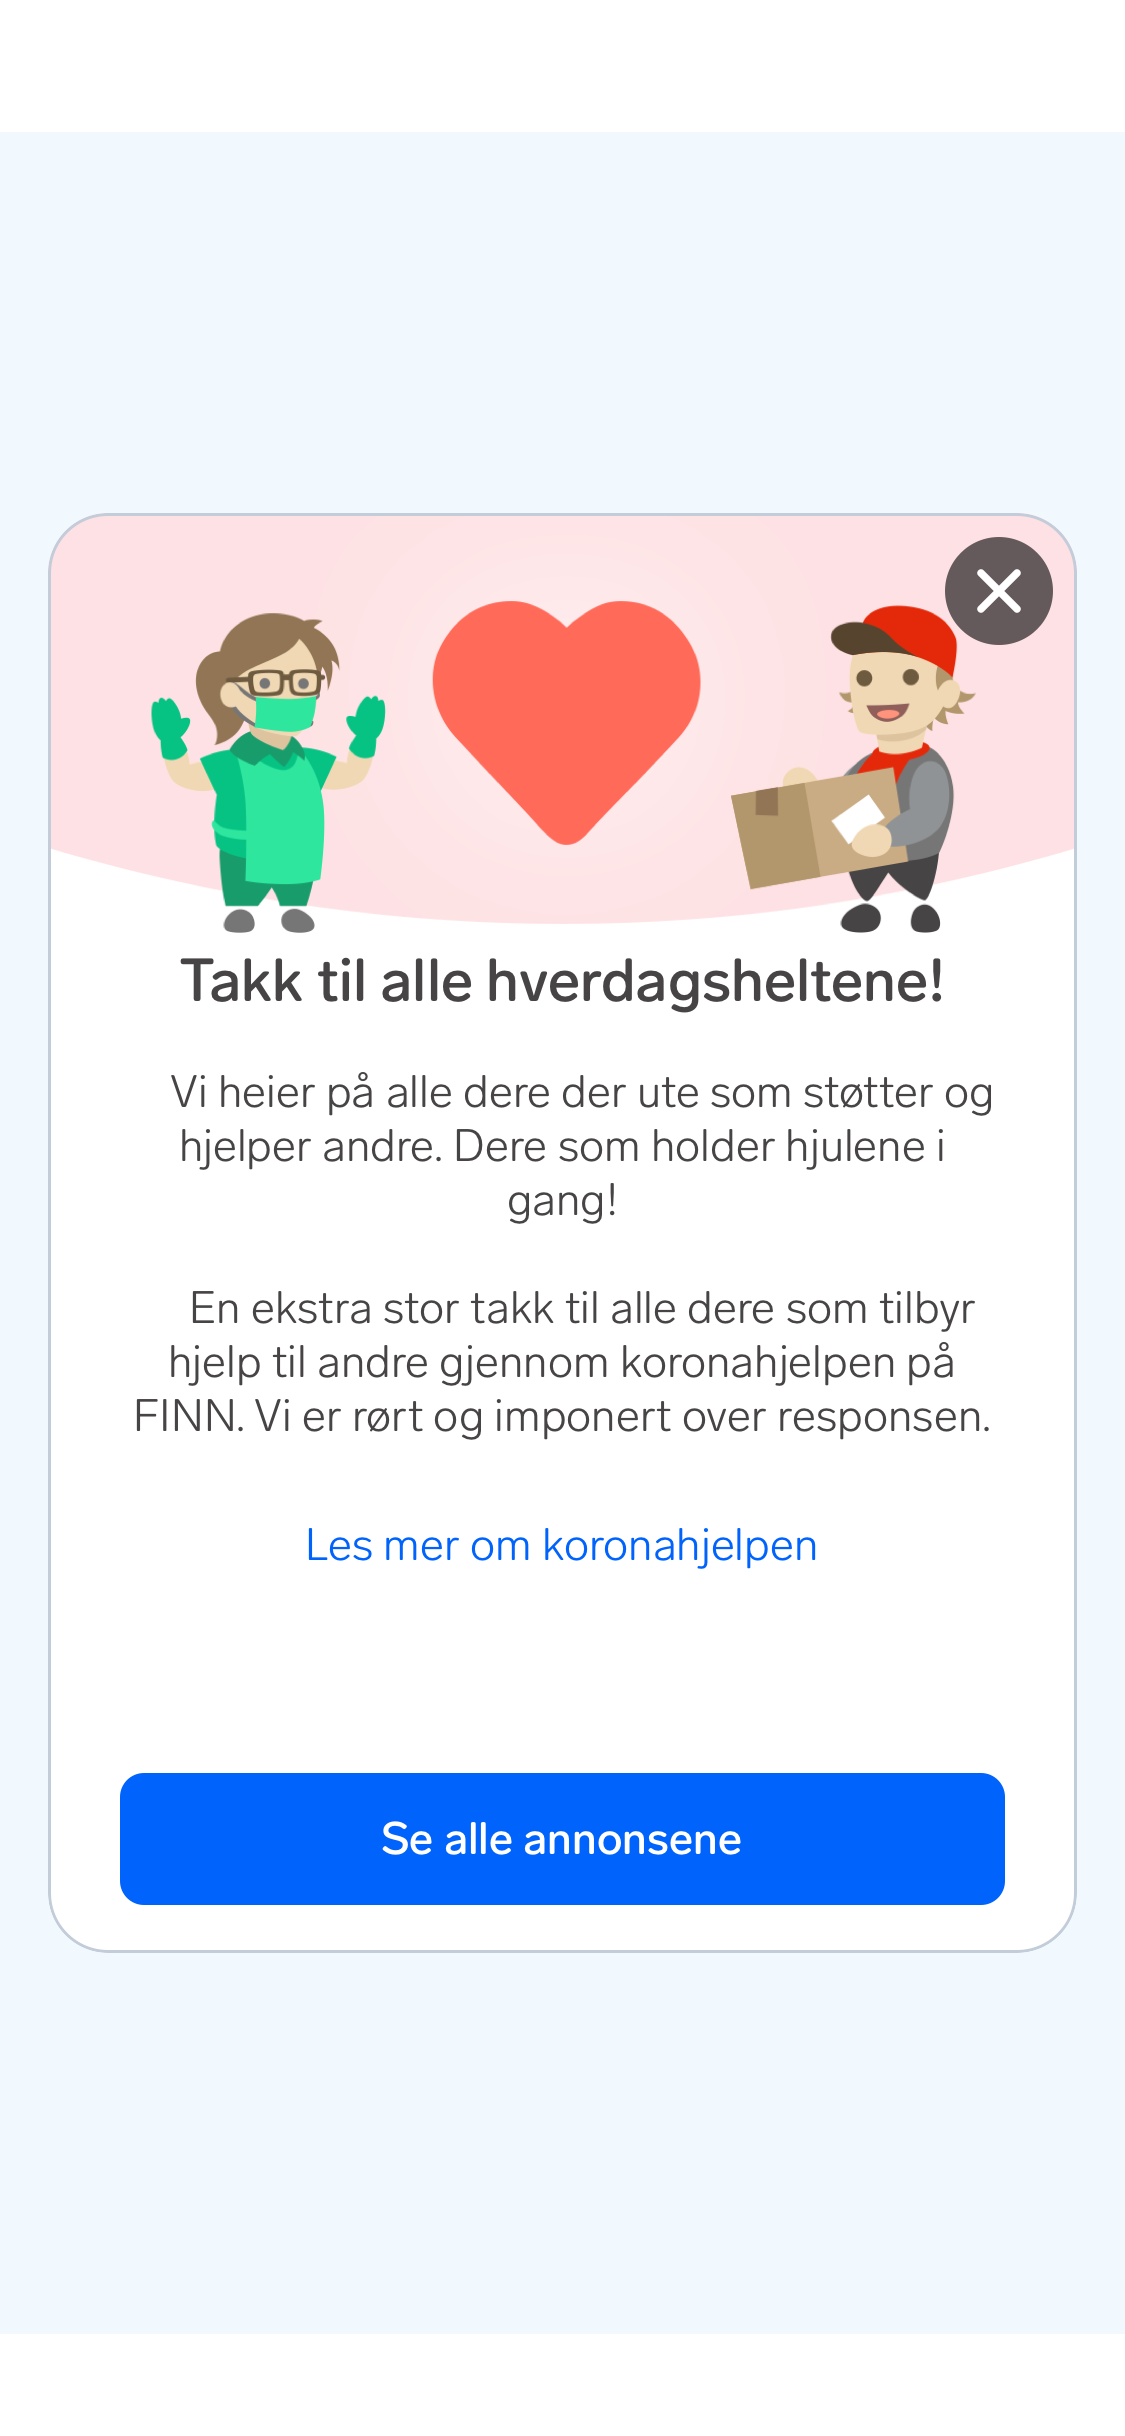 Takk til alle hverdagsheltene!
Vi heier på alle dere der ute som støtter og
hjelper andre. Dere som holder hjulene i
gang!
En ekstra stor takk til alle dere som tilbyr
hjelp til andre gjennom koronahjelpen på
FINN. Vi er rørt og imponert over responsen.
Les mer om koronahjelpen
Se alle annonsene